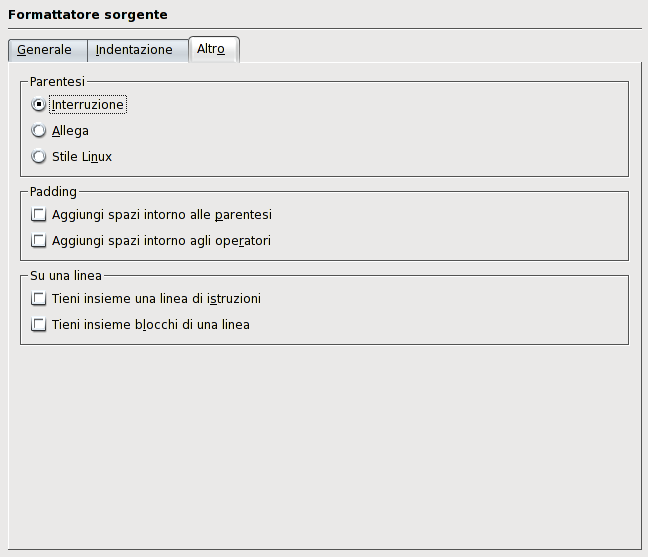 Formattatore sorgente
Generale Indentazione Altro
Parentesi
Interruzione
Allega
Stile Linux
Padding
Aggiungi spazi intorno alle parentesi
Aggiungi spazi intorno agli operatori
Su una linea
Tieni insieme una linea di istruzioni
Tieni insieme blocchi di una linea